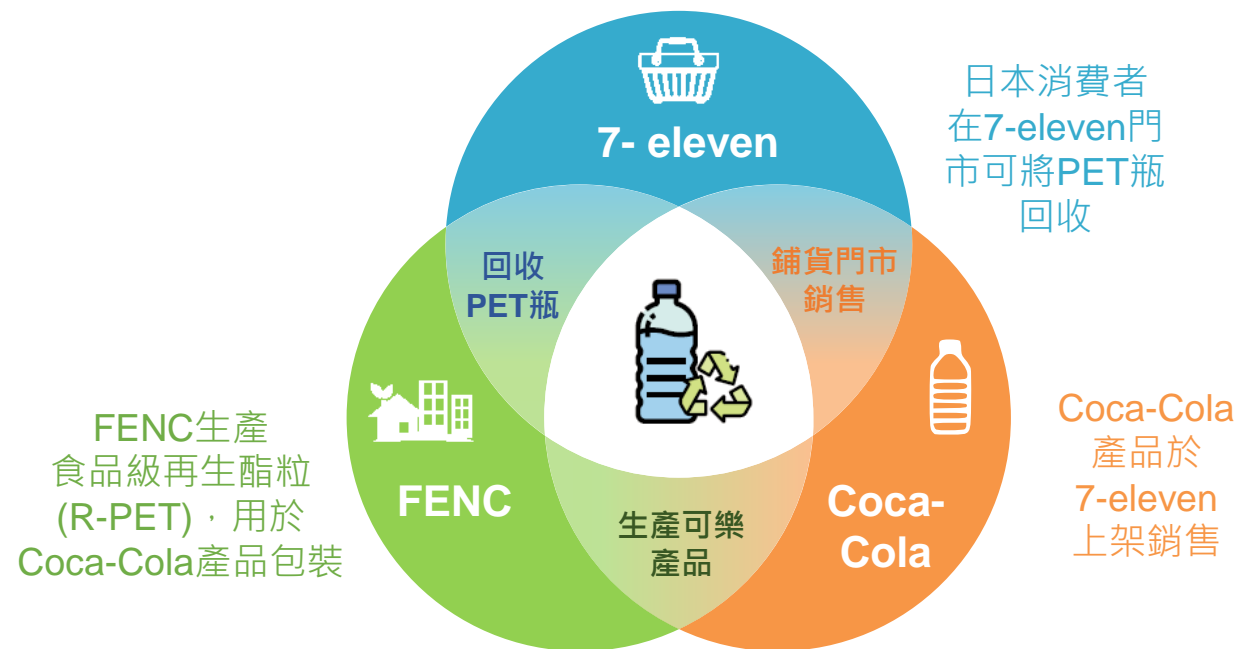 7- eleven
日本消費者
在7-eleven門
市可將PET瓶
回收
回收
PET瓶
鋪貨門市
銷售
FENC生產
食品級再生酯粒
(R-PET)，用於
Coca-Cola產品包裝
FENC
生產可樂
產品
Coca-
Cola
Coca-Cola
產品於
7-eleven
上架銷售